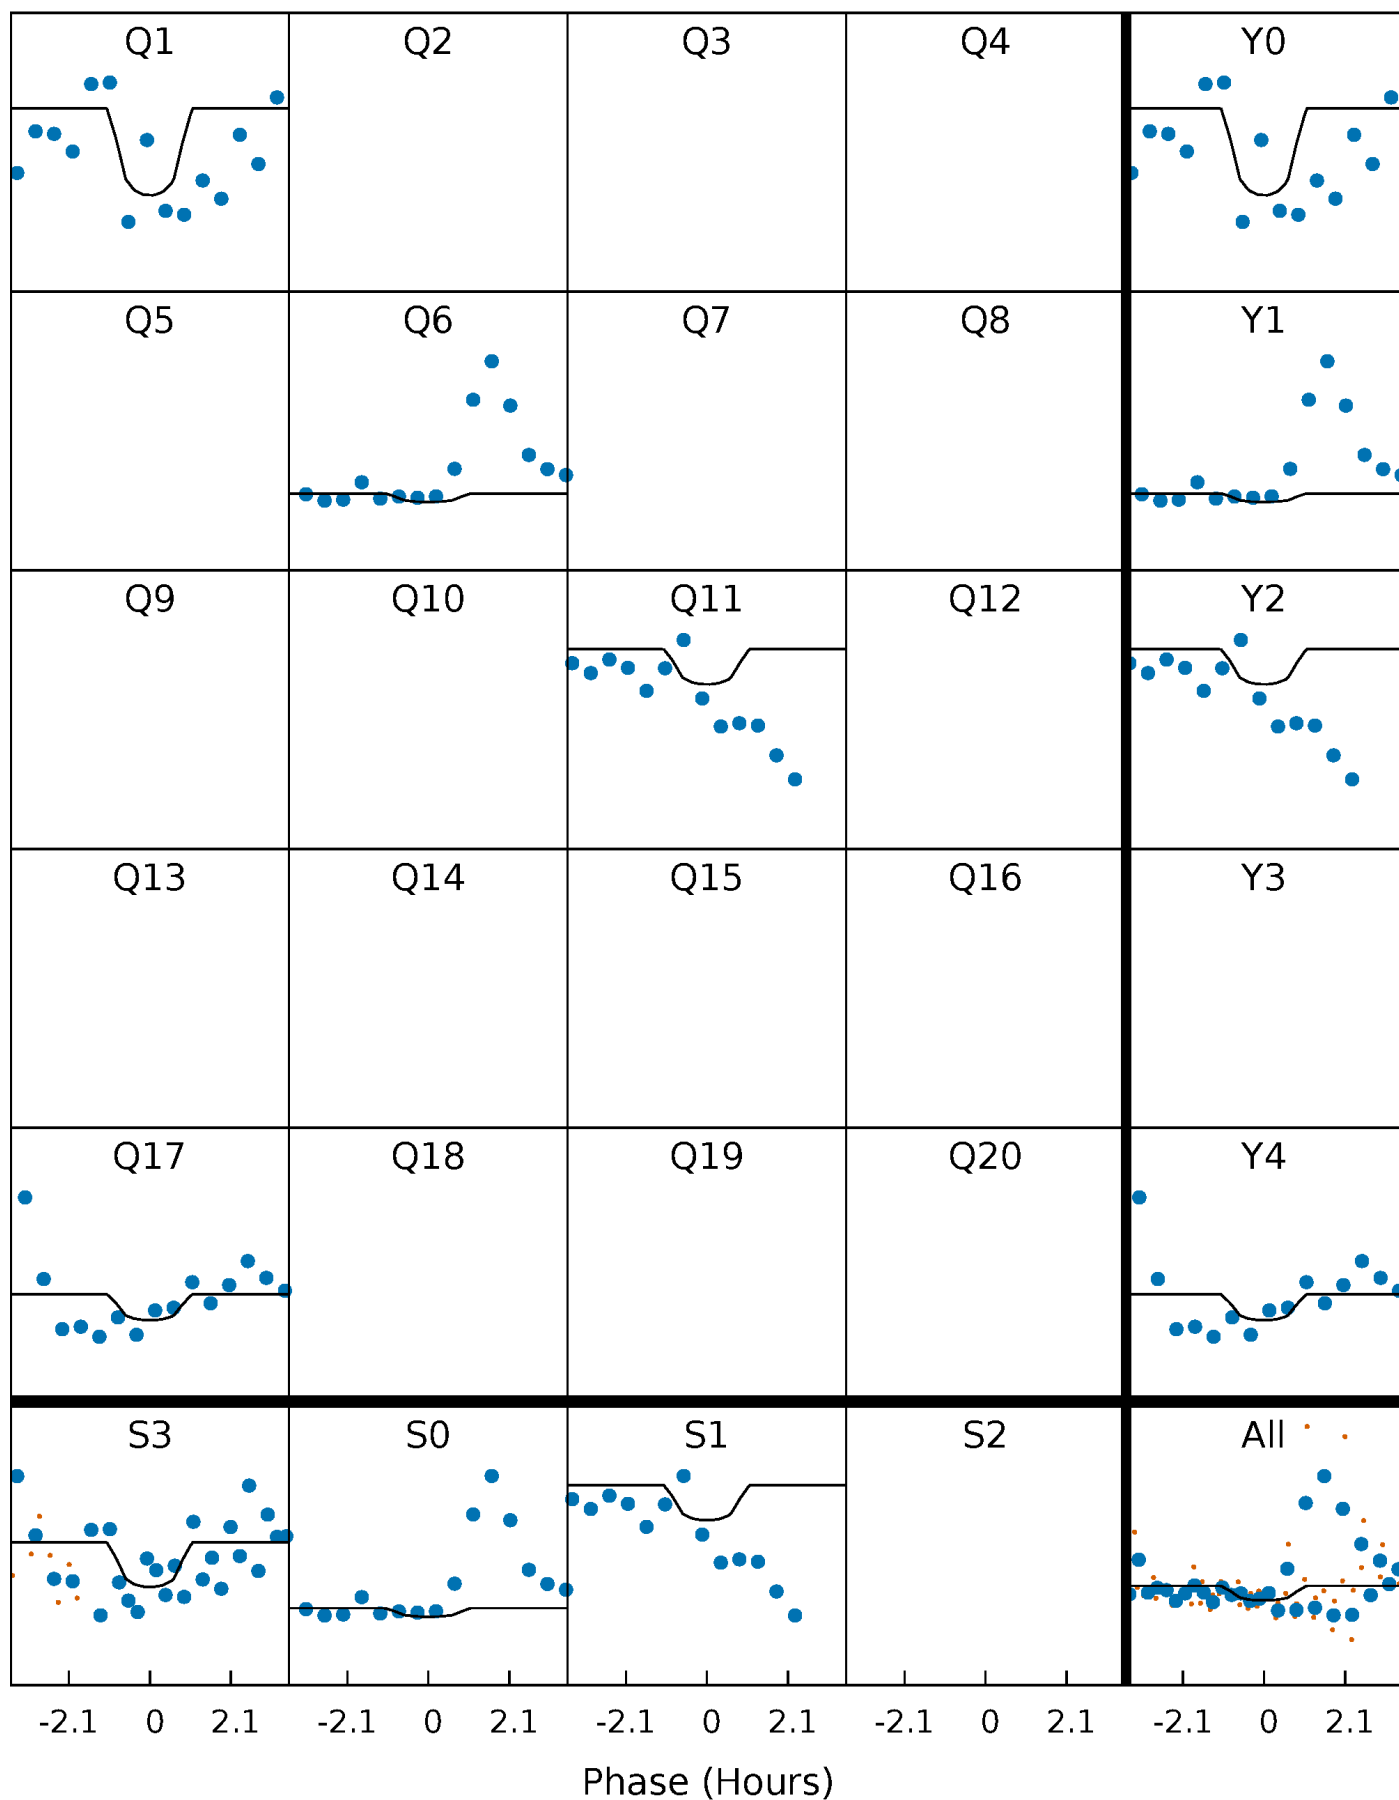 Q1 Q2 Q3 Q4 Y0
Q5 Q6 Q7 Q8 Y1
Q9 Q10 Q11 Q12 Y2
Q13 Q14 Q15 Q16 Y3
Q17 Q18 Q19 Q20 Y4
S3 S0 S1 S2 All
-2.1 0 2.1 -2.1 0 2.1 -2.1 0 2.1 -2.1 0 2.1 -2.1 0 2.1
Phase (Hours)